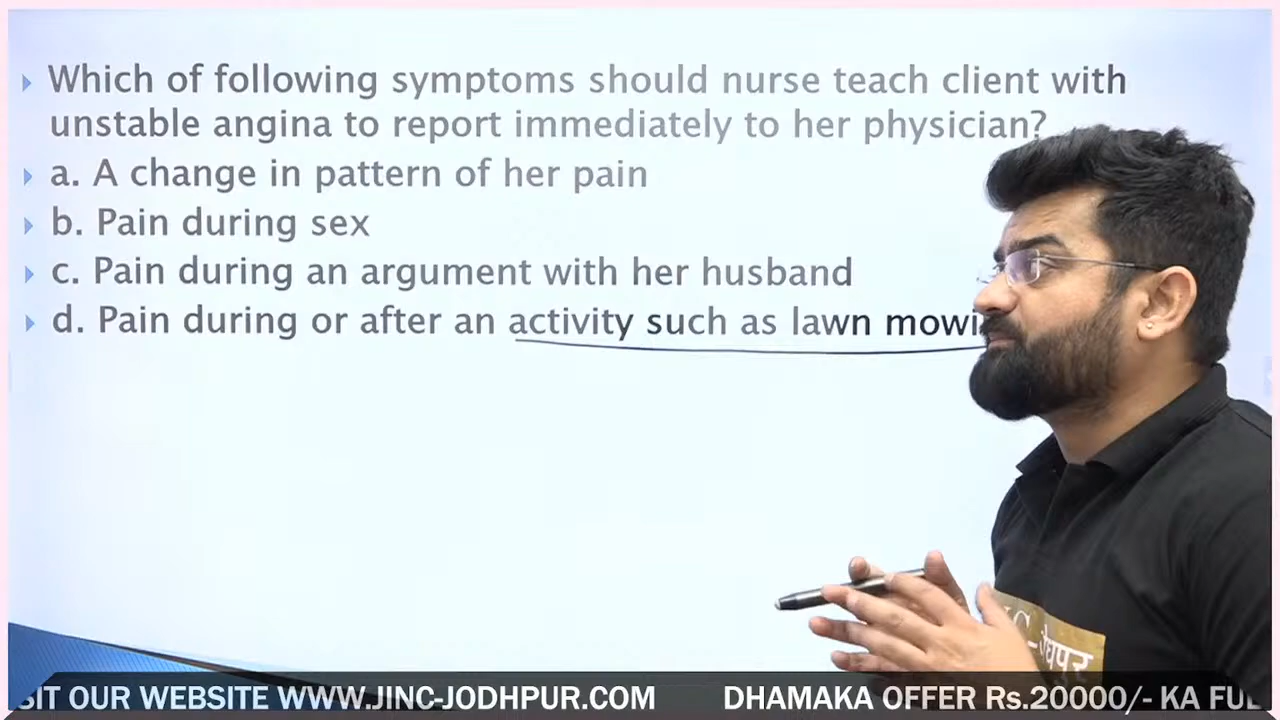 Which of following symptoms should nurse teach client with
unstable angina to report immediately to her physician?
a. A change in pattern of her pain
b. Pain during sex
c. Pain during an argument with her husband
d. Pain during or after an activity such as lawn
जोधपुर
SIT OUR WEBSITE WWW.JINC-JODHPUR.COM DHAMAKA OFFER Rs.20000/- KA